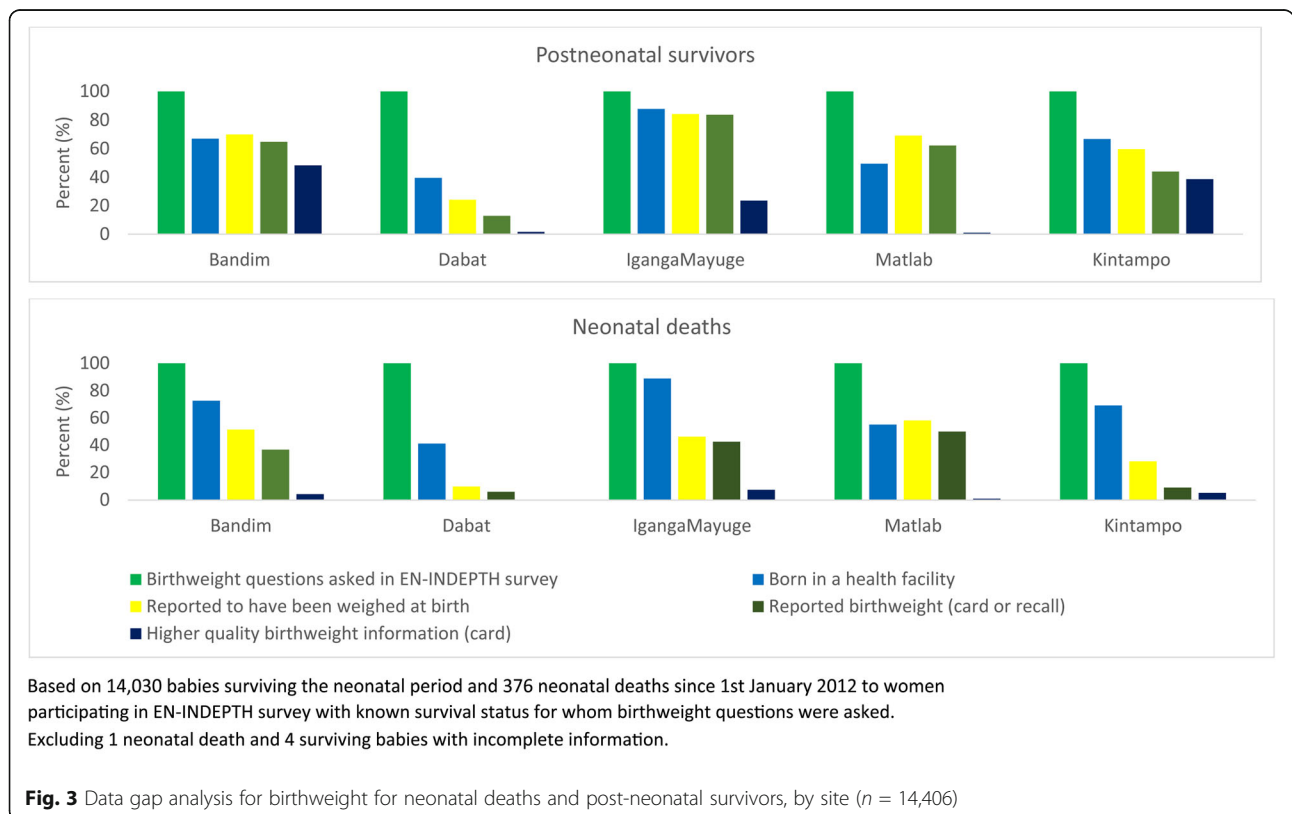 Postneonatal survivors
Percent (%)
100
80
60
40
20
0
Bandim Dabat IgangaMayuge Matlab Kintampo
Neonatal deaths
Percent (%)
100
80
60
40
20
0
Bandim Dabat IgangaMayuge Matlab Kintampo
Birthweight questions asked in EN-INDEPTH survey Born in a health facility
Reported to have been weighed at birth Reported birthweight (card or recall)
Higher quality birthweight information (card)
Based on 14,030 babies surviving the neonatal period and 376 neonatal deaths since 1st January 2012 to women
participating in EN-INDEPTH survey with known survival status for whom birthweight questions were asked.
Excluding 1 neonatal death and 4 surviving babies with incomplete information.
Fig. 3 Data gap analysis for birthweight for neonatal deaths and post-neonatal survivors, by site (n = 14,406)